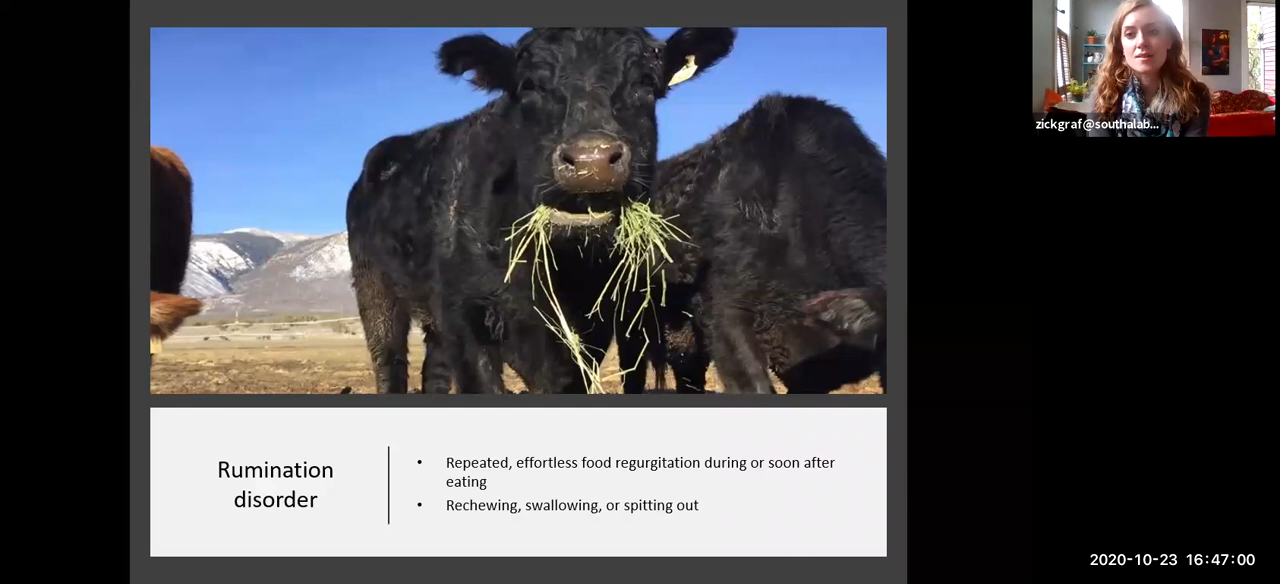 zickgraf@southalab...
Rumination
disorder
• Repeated, effortless food regurgitation during or soon after
eating
• Rechewing, swallowing, or spitting out
2020-10-23 16:47:00